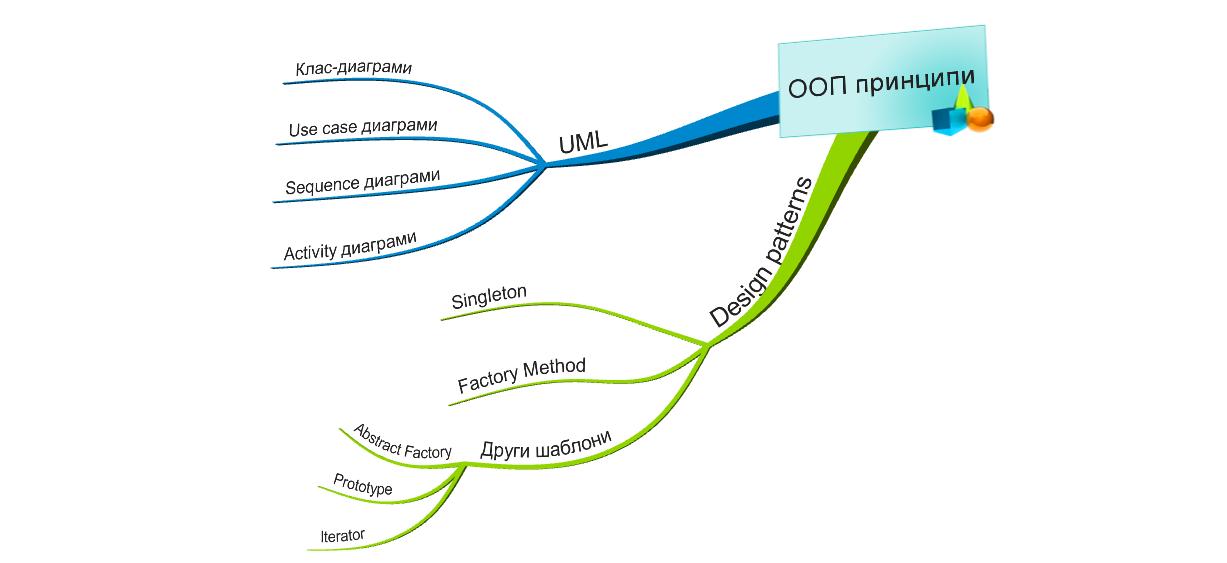 ООП принципи
UML
Клас-диаграми
Use case диаграми
Sequence диаграми
Activity диаграми
Design patterns
Singleton
Factory Method
Други шаблони
Abstract Factory
Prototype
Iterator